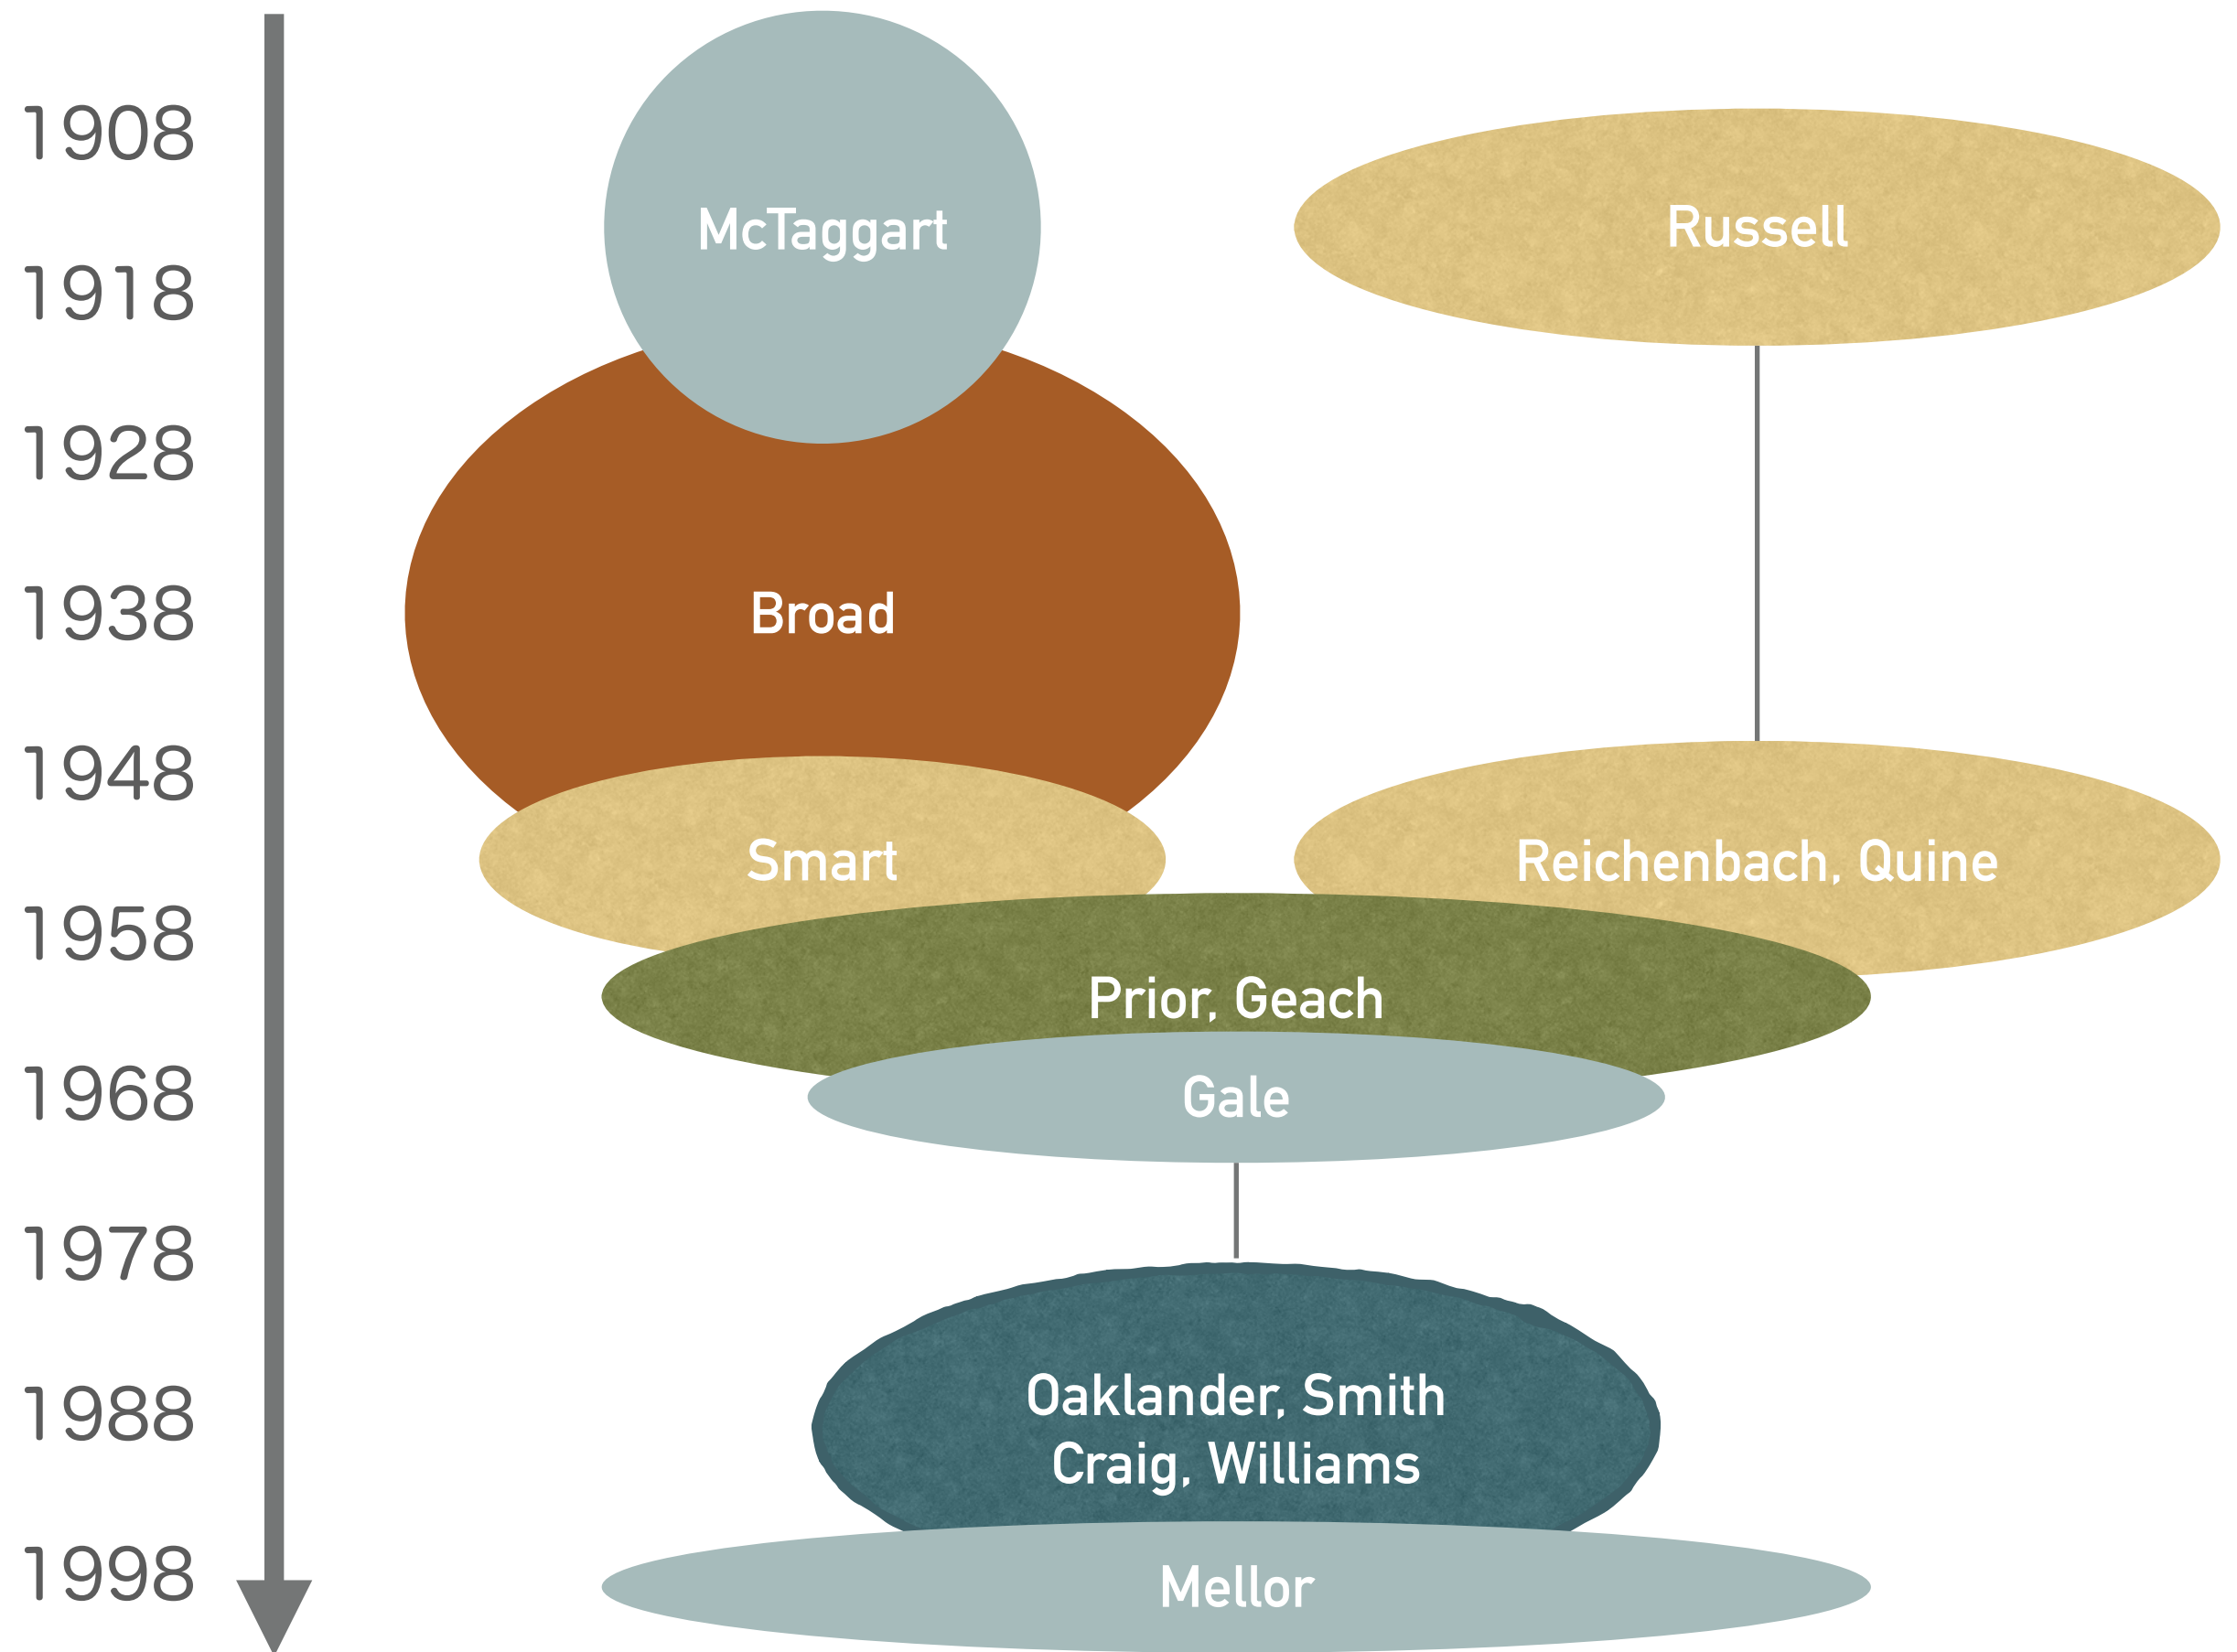 1908
McTaggart
Russell
1918
1928
1938
Broad
1948
Smart
Reichenbach, Quine
1958
Prior, Geach
1968
Gale
1978
1988
Oaklander, Smith
Craig, Williams
1998
Mellor